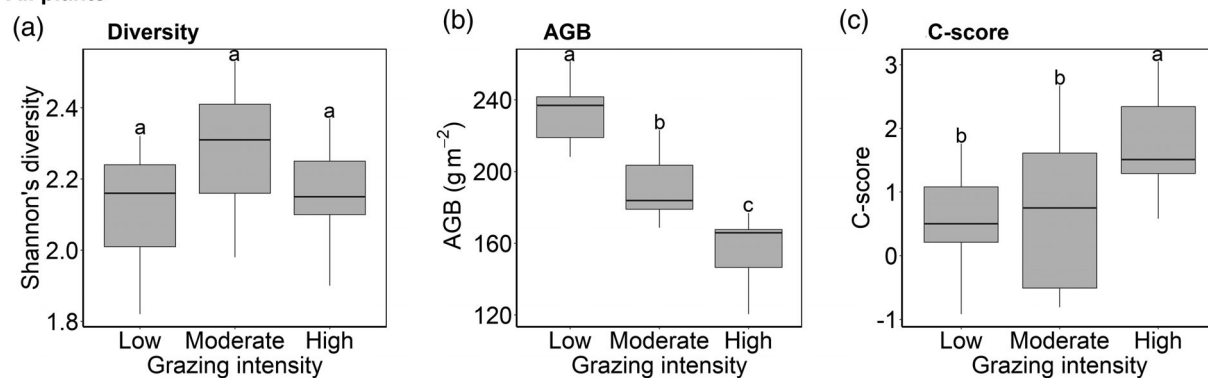 (a) Diversity
Shannon's diversity
2.4
2.2
2.0
1.8
a
a
a
Low Moderate High
Grazing intensity
(b) AGB
AGB (g m−2)
240
200
160
120
a
b
c
Low Moderate High
Grazing intensity
(c) C-score
C-score
3
2
1
0
-1
b
b
a
Low Moderate High
Grazing intensity